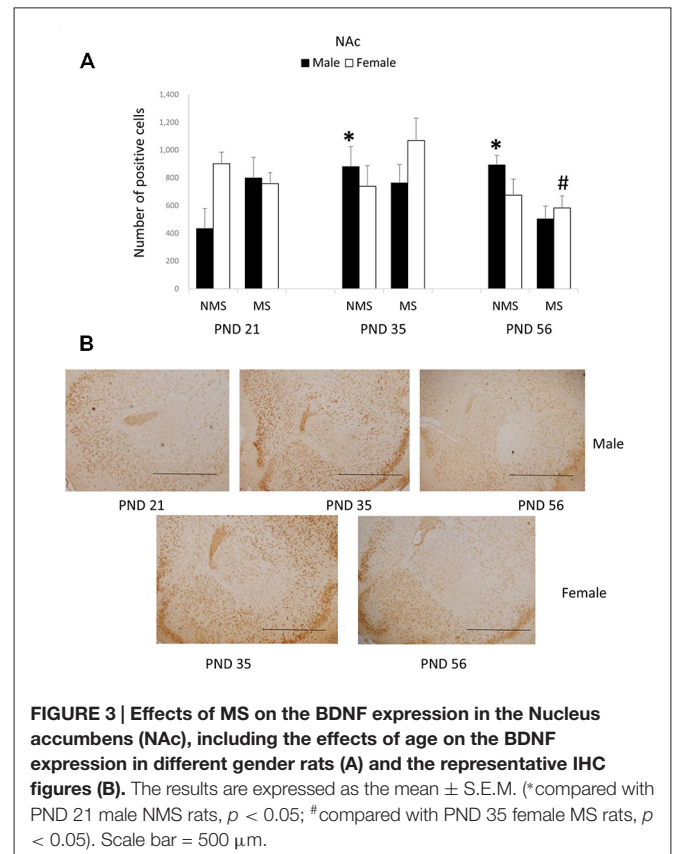 NAc
A
■ Male □ Female
Number of positive cells
1,400
1,200
1,000
800
600
400
200
0
* * #
NMS MS NMS MS NMS MS
PND 21 PND 35 PND 56
B
Male
PND 21 PND 35 PND 56
Female
PND 35 PND 56
FIGURE 3 | Effects of MS on the BDNF expression in the Nucleus
accumbens (NAc), including the effects of age on the BDNF
expression in different gender rats (A) and the representative IHC
figures (B). The results are expressed as the mean ± S.E.M. (*compared with
PND 21 male NMS rats, p < 0.05; #compared with PND 35 female MS rats, p
< 0.05). Scale bar = 500 μm.